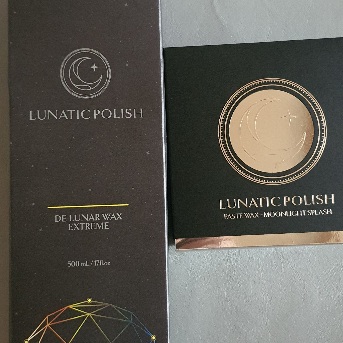 LUNATIC POLISH
DE LUNAR WAX
EXTREME
500 mL / 17floz
LUNATIC POLISH
PASTE WAX - MOONLIGHT SPLASH